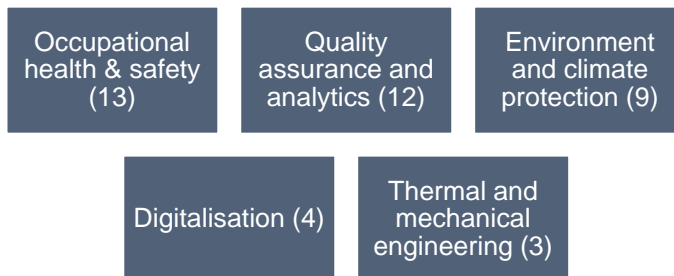 Occupational
health & safety
(13)
Quality
assurance and
analytics (12)
Environment
and climate
protection (9)
Digitalisation (4)
Thermal and
mechanical
engineering (3)